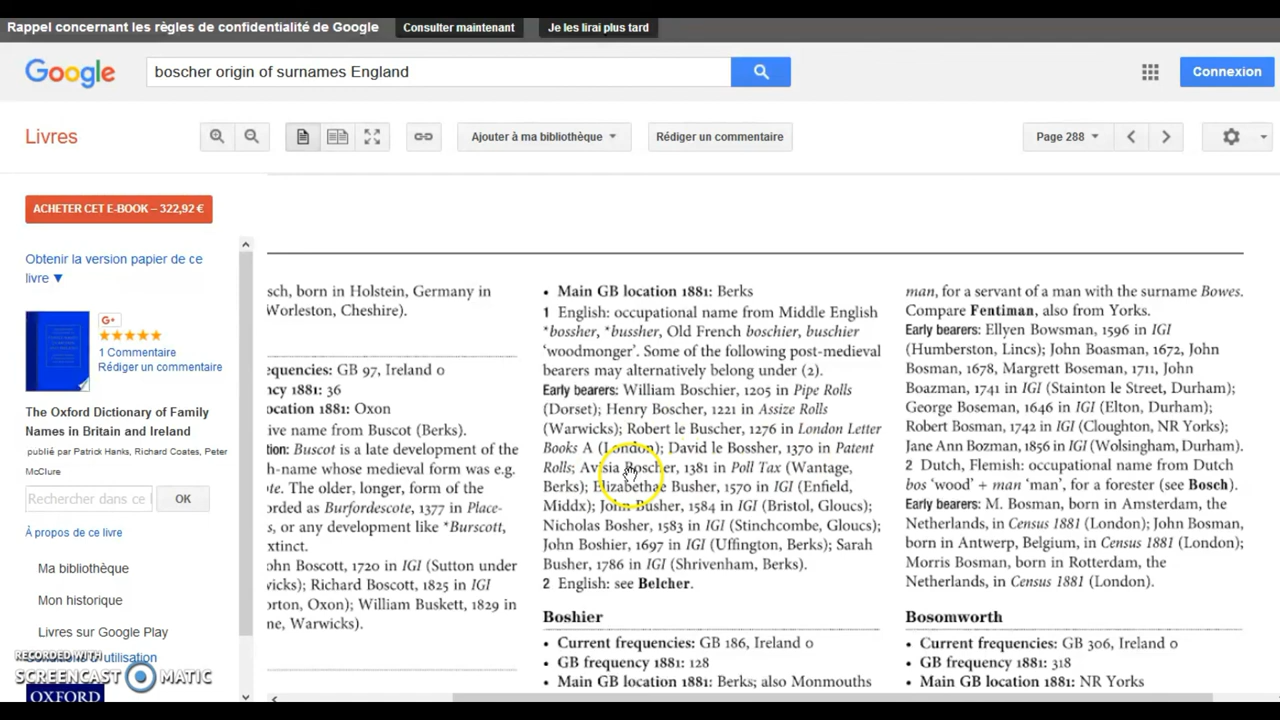 Rappel concernant les règles de confidentialité de Google
Consulter maintenant
Je les lirai plus tard
Google
boscher origin of surnames England
Connexion
Livres
Ajouter à ma bibliothèque
Rédiger un commentaire
Page 288
ACHETER CET E-BOOK – 322,92 €
Obtenir la version papier de ce
livre
G+
1 Commentaire
Rédiger un commentaire
The Oxford Dictionary of Family
Names in Britain and Ireland
publié par Patrick Hanks, Richard Coates, Peter
McClure
Rechercher dans ce l
OK
À propos de ce livre
Ma bibliothèque
Mon historique
Livres sur Google Play
Conditions d'utilisation
RECORDED WITH
SCREENCAST MATIC
OXFORD
sch, born in Holstein, Germany in
Worleston, Cheshire).
equencies: GB 97, Ireland 0
ncy 1881: 36
ocation 1881: Oxon
ive name from Buscot (Berks).
tion: Buscot is a late development of the
h-name whose medieval form was e.g.
ote. The older, longer, form of the
orded as Burfordescote, 1377 in Place-
s, or any development like *Burscott,
xtinct.
ohn Boscott, 1720 in IGI (Sutton under
wicks); Richard Boscott, 1825 in IGI
orton, Oxon); William Buskett, 1829 in
ne, Warwicks).
• Main GB location 1881: Berks
1 English: occupational name from Middle English
*bossher, *bussher, Old French boschier, buschier
'woodmonger'. Some of the following post-medieval
bearers may alternatively belong under (2).
Early bearers: William Boschier, 1205 in Pipe Rolls
(Dorset); Henry Boscher, 1221 in Assize Rolls
(Warwicks); Robert le Buscher, 1276 in London Letter
Books A (London); David le Bossher, 1370 in Patent
Rolls; Avisia Boscher, 1381 in Poll Tax (Wantage,
Berks); Elizabethae Busher, 1570 in IGI (Enfield,
Middx); John Busher, 1584 in IGI (Bristol, Gloucs);
Nicholas Bosher, 1583 in IGI (Stinchcombe, Gloucs);
John Boshier, 1697 in IGI (Uffington, Berks); Sarah
Busher, 1786 in IGI (Shrivenham, Berks).
2 English: see Belcher.
Boshier
• Current frequencies: GB 186, Ireland 0
• GB frequency 1881: 128
• Main GB location 1881: Berks; also Monmouths
man, for a servant of a man with the surname Bowes.
Compare Fentiman, also from Yorks.
Early bearers: Ellyen Bowsman, 1596 in IGI
(Humberston, Lincs); John Boasman, 1672, John
Bosman, 1678, Margrett Boseman, 1711, John
Boazman, 1741 in IGI (Stainton le Street, Durham);
George Boseman, 1646 in IGI (Elton, Durham);
Robert Bosman, 1742 in IGI (Cloughton, NR Yorks);
Jane Ann Bozman, 1856 in IGI (Wolsingham, Durham).
2 Dutch, Flemish: occupational name from Dutch
bos 'wood' + man 'man', for a forester (see Bosch).
Early bearers: M. Bosman, born in Amsterdam, the
Netherlands, in Census 1881 (London); John Bosman,
born in Antwerp, Belgium, in Census 1881 (London);
Morris Bosman, born in Rotterdam, the
Netherlands, in Census 1881 (London).
Bosomworth
• Current frequencies: GB 306, Ireland 0
• GB frequency 1881: 318
• Main GB location 1881: NR Yorks